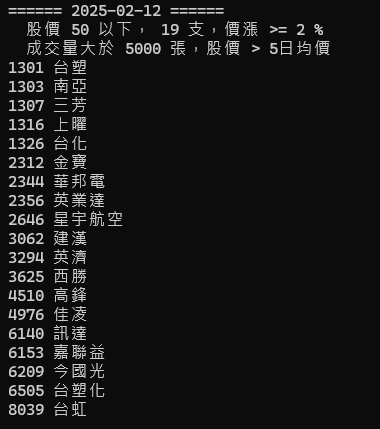 ====== 2025-02-12 ======
股價 50 以下， 19 支，價漲 >= 2 %
成交量大於 5000 張，股價 > 5日均價
1301 台塑
1303 南亞
1307 三芳
1316 上曜
1326 台化
2312 金寶
2344 華邦電
2356 英業達
2646 星宇航空
3062 建漢
3294 英濟
3625 西勝
4510 高鋒
4976 佳凌
6140 訊達
6153 嘉聯益
6209 今國光
6505 台塑化
8039 台虹